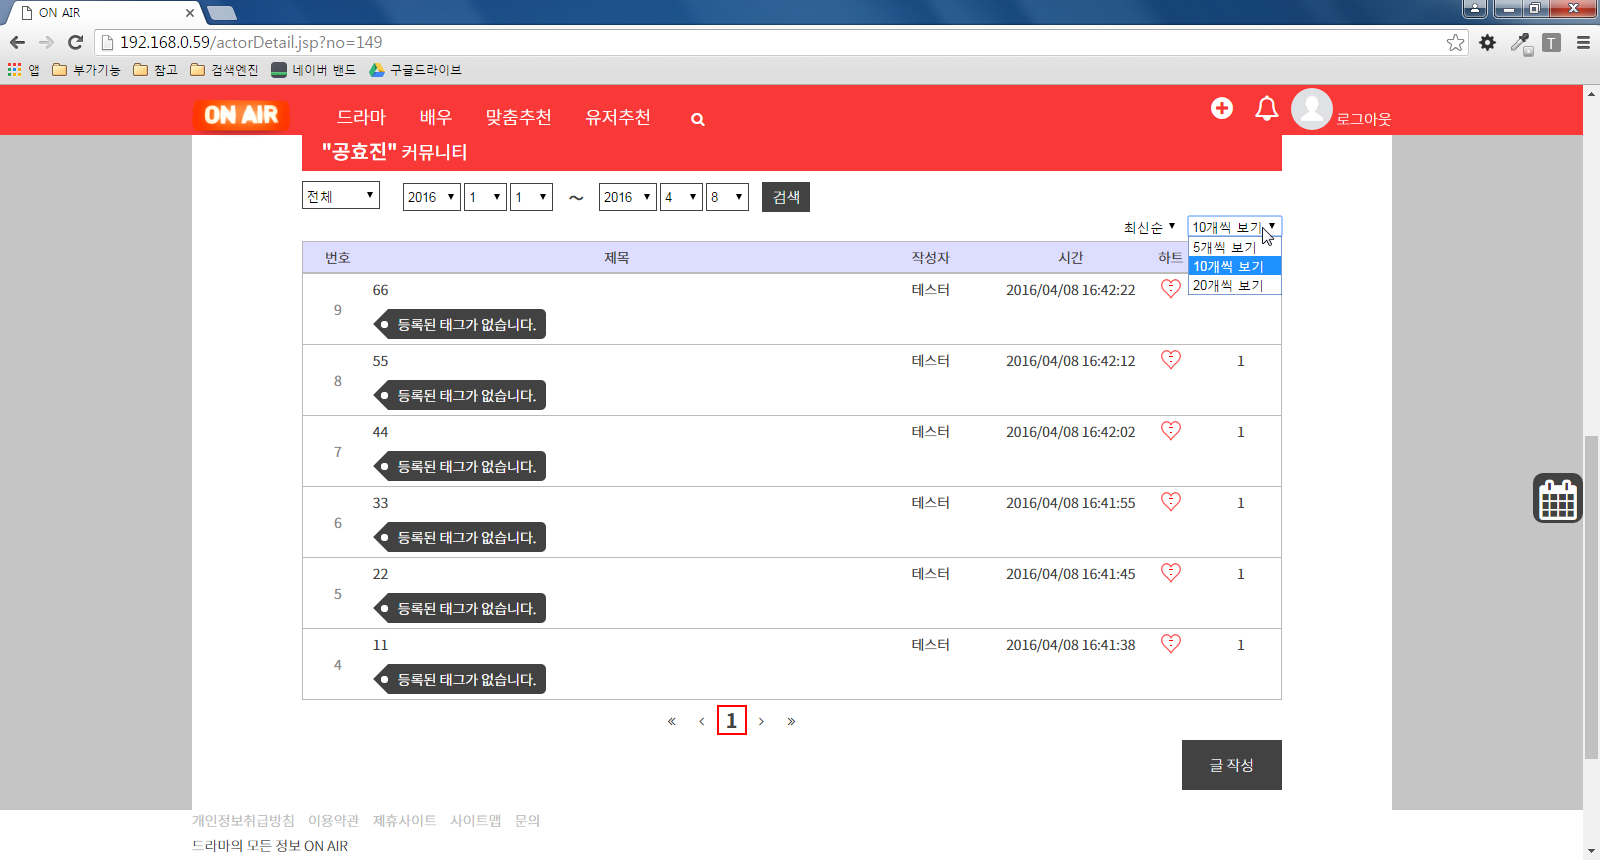 ON AIR
192.168.0.59/actorDetail.jsp?no=149
T
앱 부가기능 참고 검색엔진 네이버 밴드 구글드라이브
ON AIR 드라마 배우 맞춤추천 유저추천 로그아웃
"공효진" 커뮤니티
전체 2016 1 1 ~ 2016 4 8 검색
최신순 10개씩 보기
5개씩 보기
10개씩 보기
20개씩 보기
번호 제목 작성자 시간 하트
9 66 테스터 2016/04/08 16:42:22
등록된 태그가 없습니다.
8 55 테스터 2016/04/08 16:42:12 1
등록된 태그가 없습니다.
7 44 테스터 2016/04/08 16:42:02 1
등록된 태그가 없습니다.
6 33 테스터 2016/04/08 16:41:55 1
등록된 태그가 없습니다.
5 22 테스터 2016/04/08 16:41:45 1
등록된 태그가 없습니다.
4 11 테스터 2016/04/08 16:41:38 1
등록된 태그가 없습니다.
« ‹ 1 › »
글 작성
개인정보취급방침 이용약관 제휴사이트 사이트맵 문의
드라마의 모든 정보 ON AIR